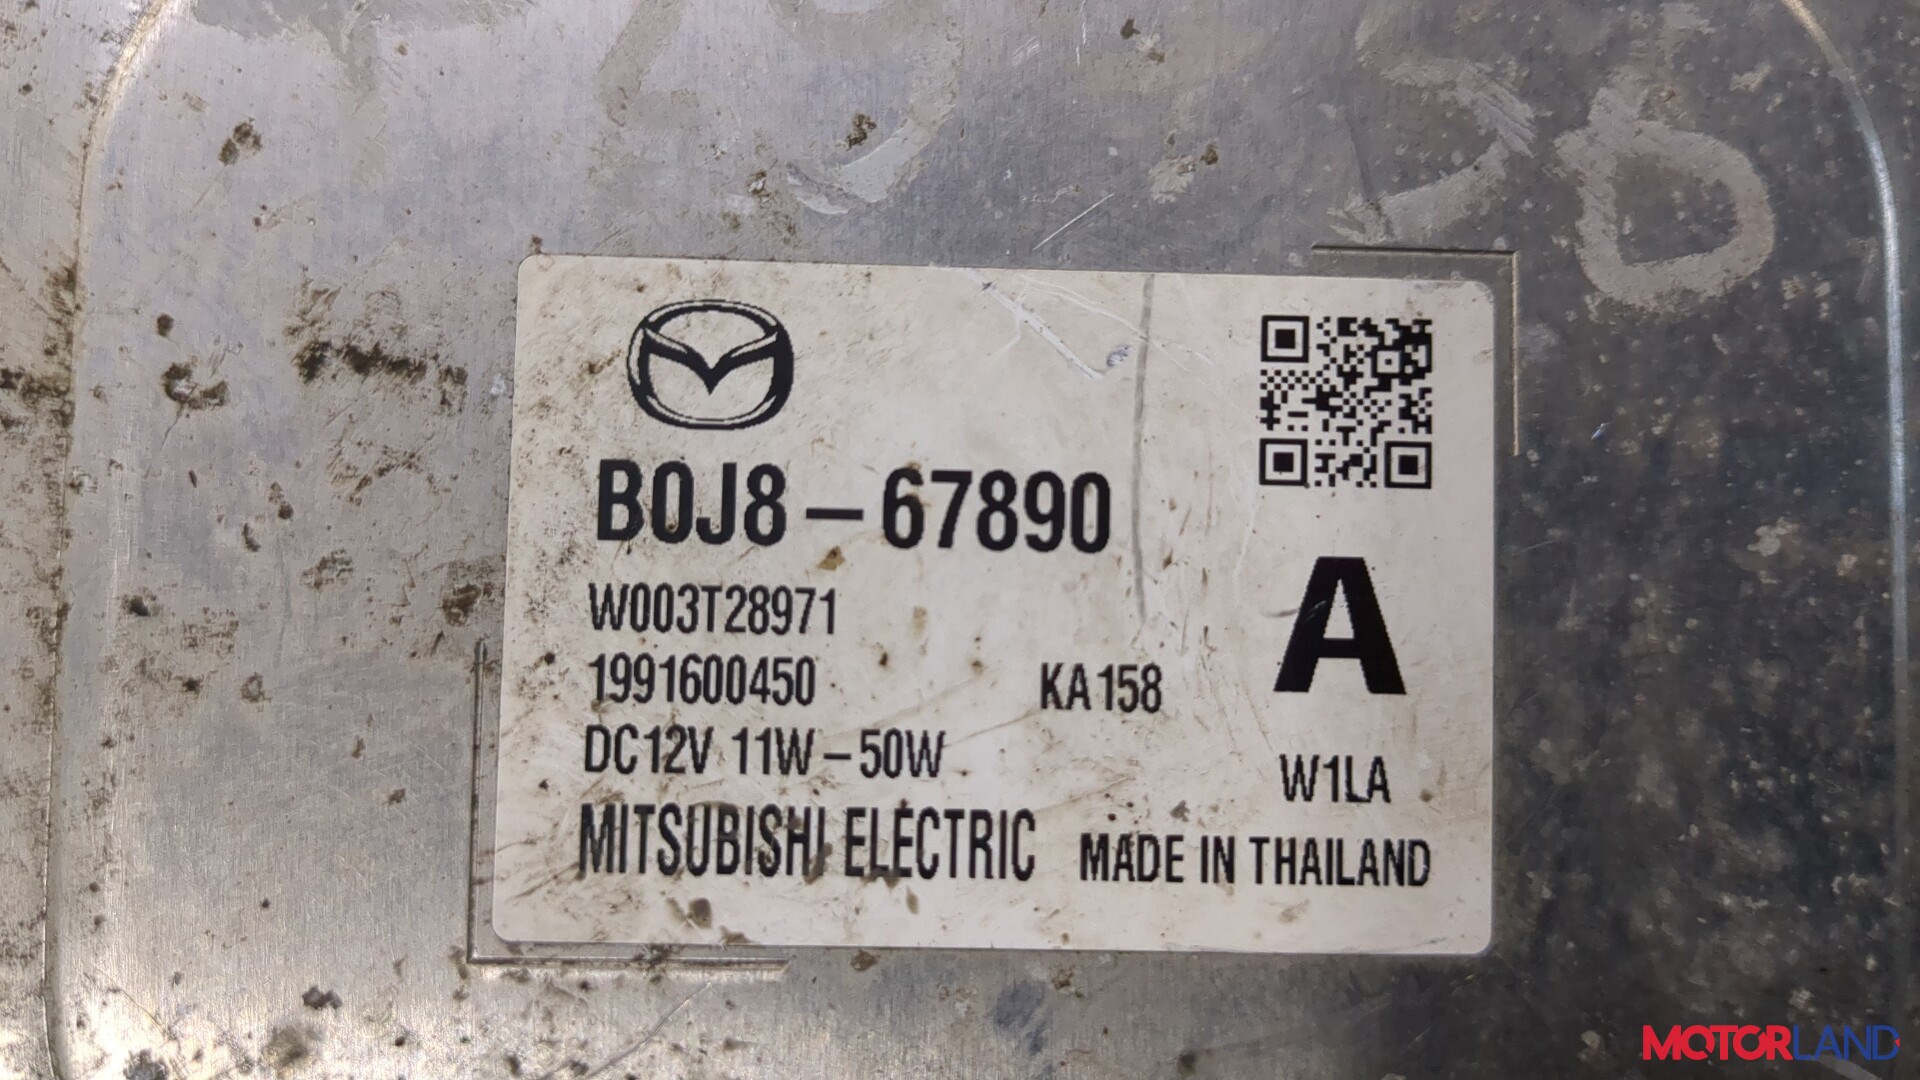 B0J8-67890
W003T28971
1991600450 KA158
A
DC12V 11W-50W
W1LA
MITSUBISHI ELECTRIC MADE IN THAILAND
MOTORLAND